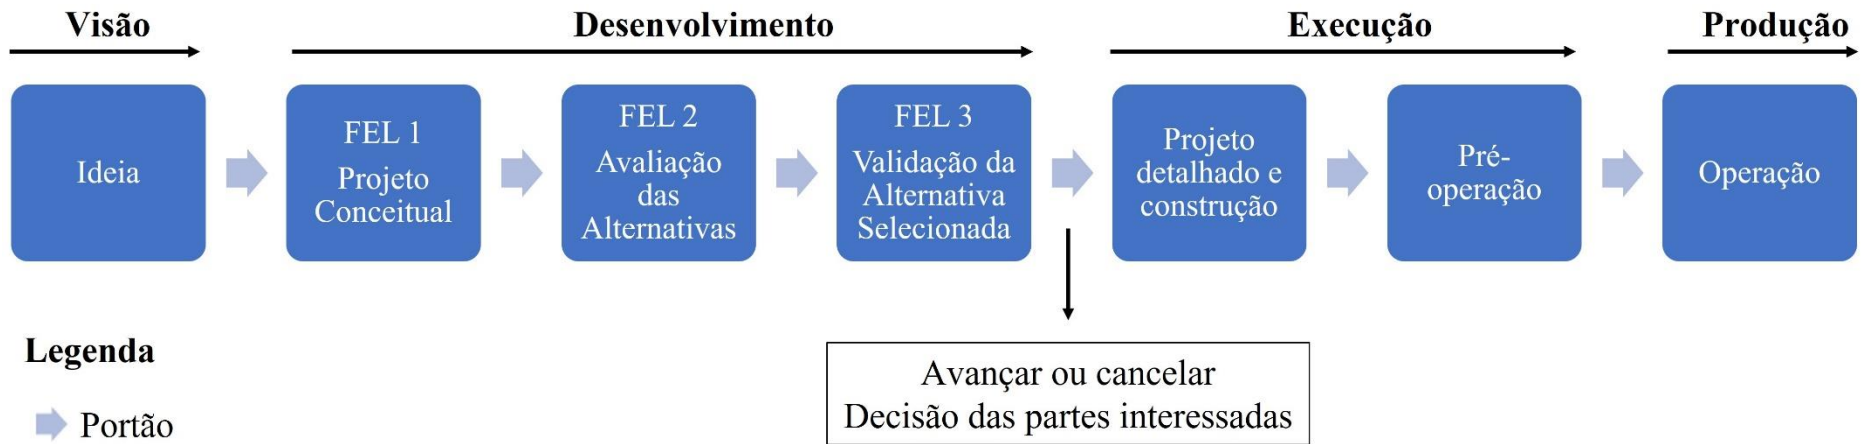 Visão
Desenvolvimento
Execução
Produção
Ideia
FEL 1
Projeto
Conceitual
FEL 2
Avaliação
das
Alternativas
FEL 3
Validação da
Alternativa
Selecionada
Projeto
detalhado e
construção
Pré-
operação
Operação
Avançar ou cancelar
Decisão das partes interessadas
Legenda
Portão